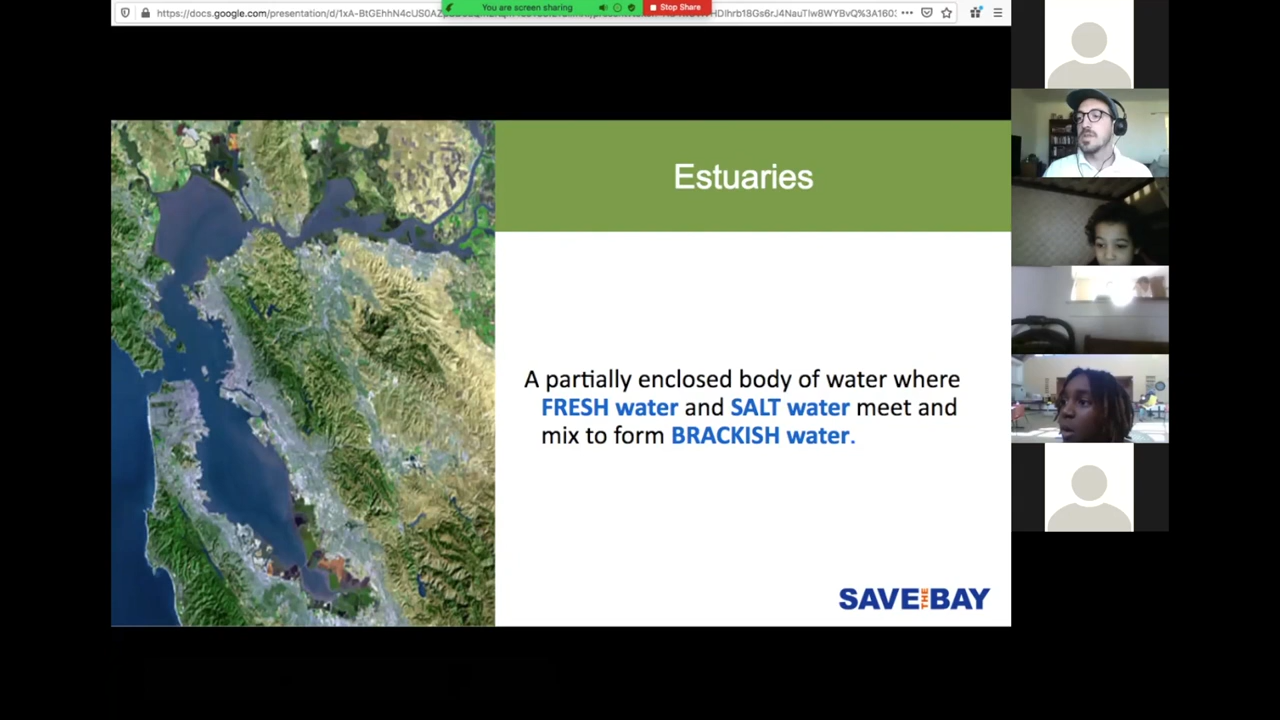 You are screen sharing
Stop Share
Estuaries
A partially enclosed body of water where
FRESH water and SALT water meet and
mix to form BRACKISH water.
SAVE THE BAY